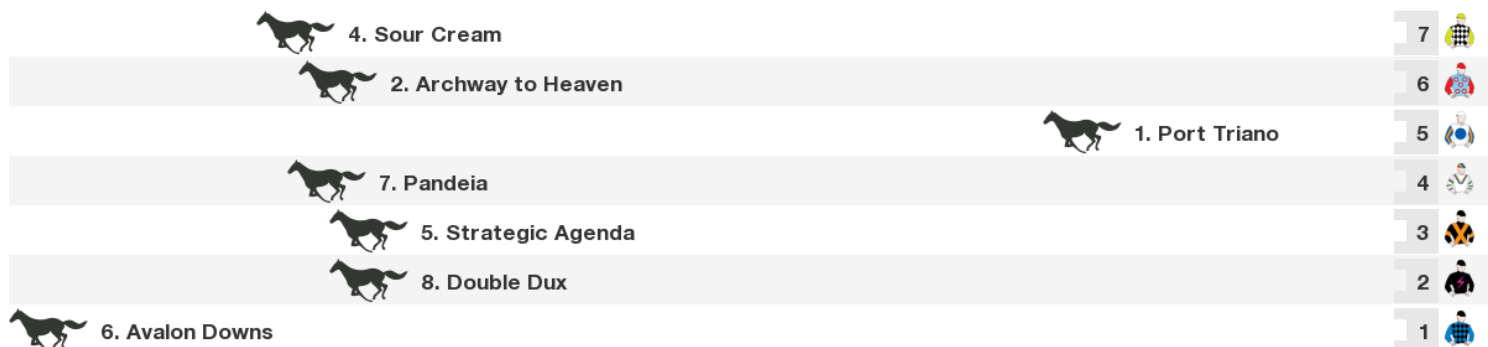 4. Sour Cream 7
2. Archway to Heaven 6
1. Port Triano 5
7. Pandeia 4
5. Strategic Agenda 3
8. Double Dux 2
6. Avalon Downs 1